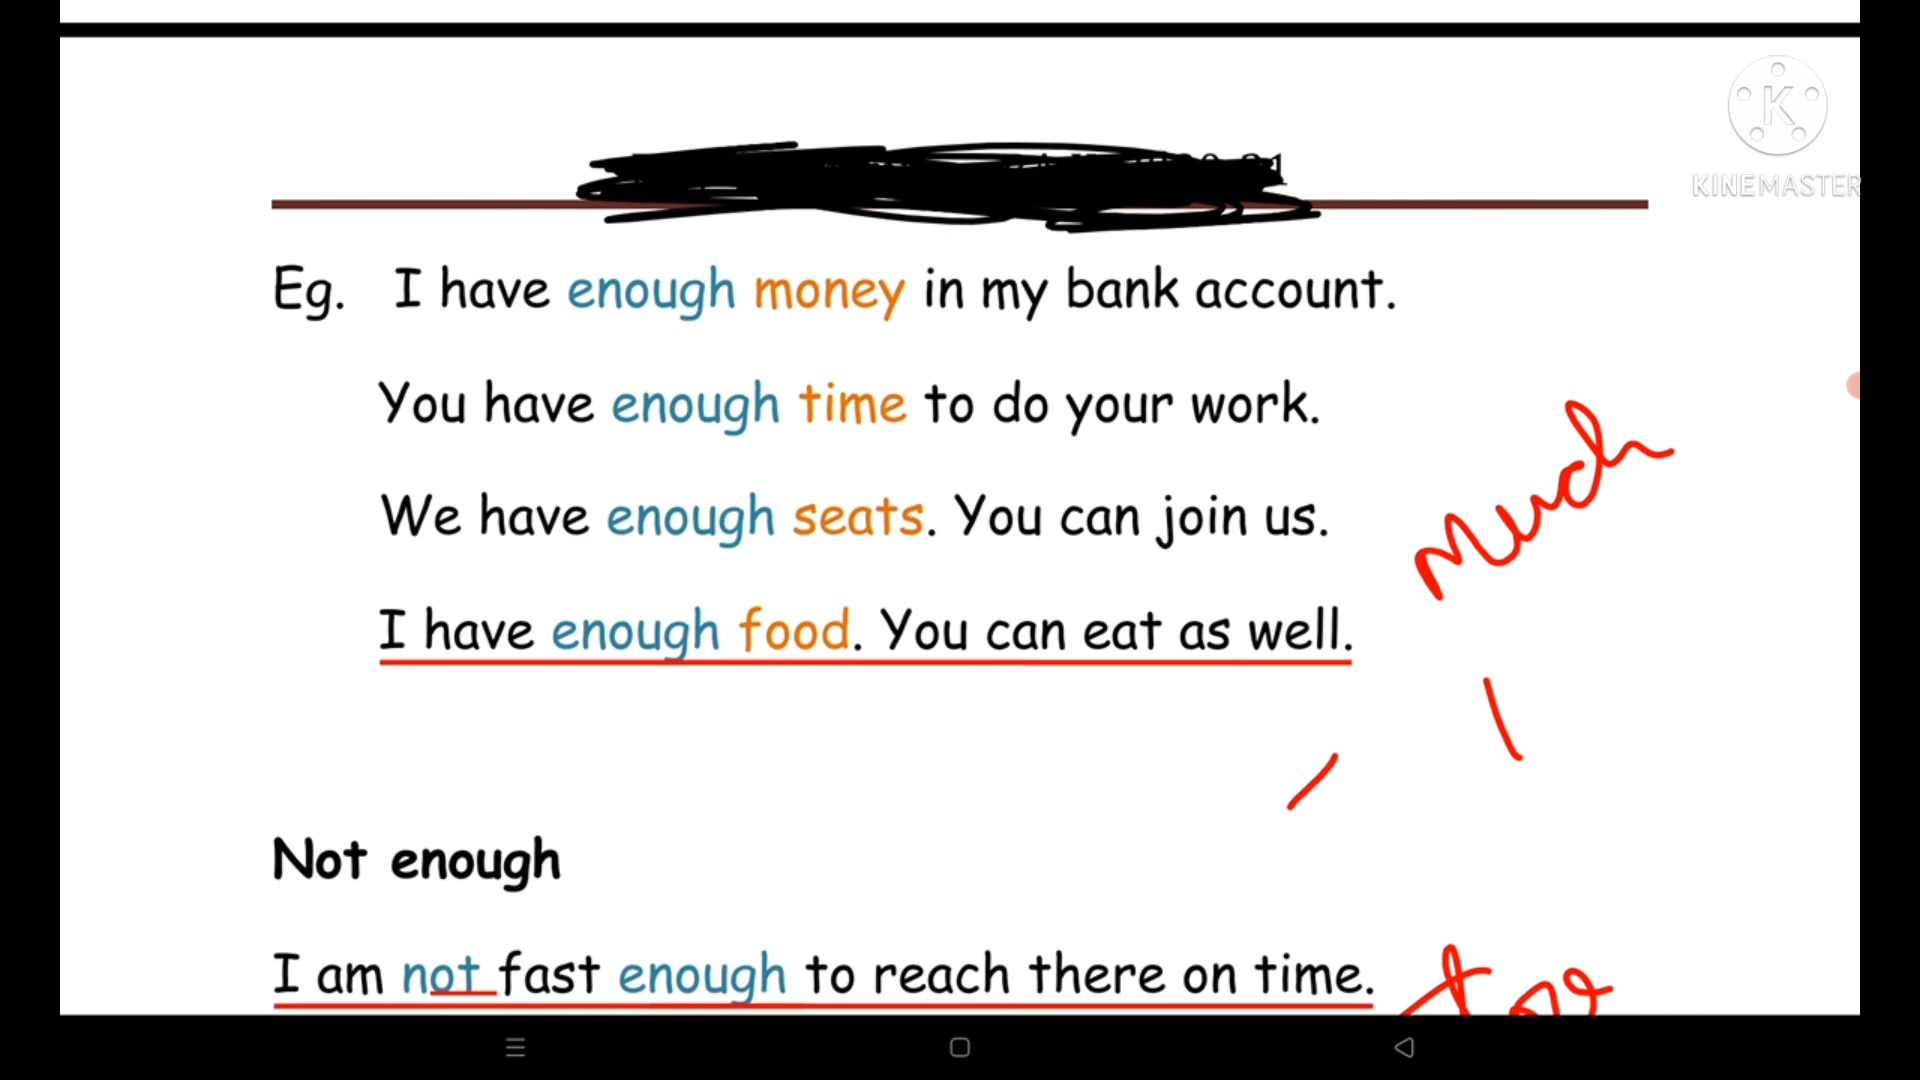 KINEMASTER
Eg. I have enough money in my bank account.
You have enough time to do your work.
We have enough seats. You can join us.
I have enough food. You can eat as well.
Much
Not enough
I am not fast enough to reach there on time.
too